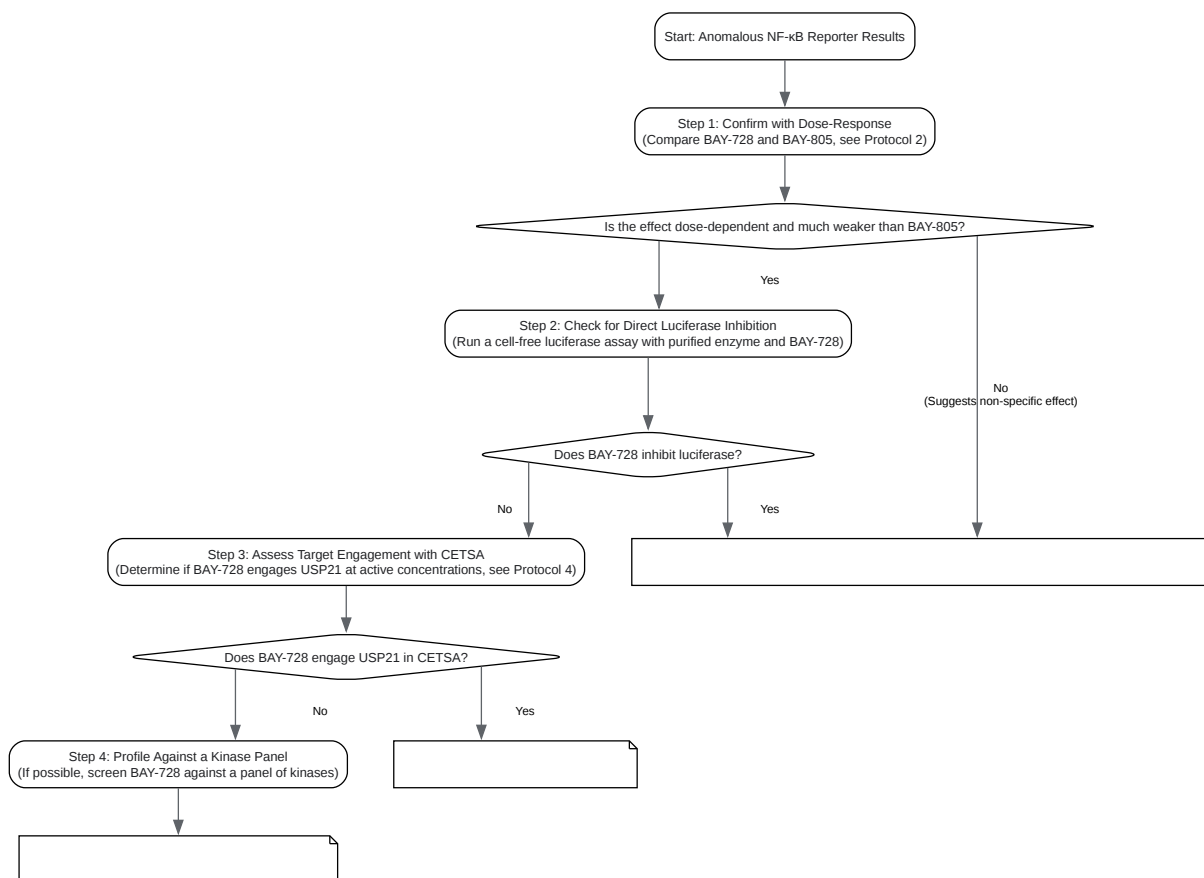 Start: Anomalous NF-κB Reporter Results
Step 1: Confirm with Dose-Response
(Compare BAY-728 and BAY-805, see Protocol 2)
Is the effect dose-dependent and much weaker than BAY-805?
Yes
Step 2: Check for Direct Luciferase Inhibition
(Run a cell-free luciferase assay with purified enzyme and BAY-728)
No
(Suggests non-specific effect)
Does BAY-728 inhibit luciferase?
No
Yes
Step 3: Assess Target Engagement with CETSA
(Determine if BAY-728 engages USP21 at active concentrations, see Protocol 4)
Does BAY-728 engage USP21 in CETSA?
No
Yes
Step 4: Profile Against a Kinase Panel
(If possible, screen BAY-728 against a panel of kinases)